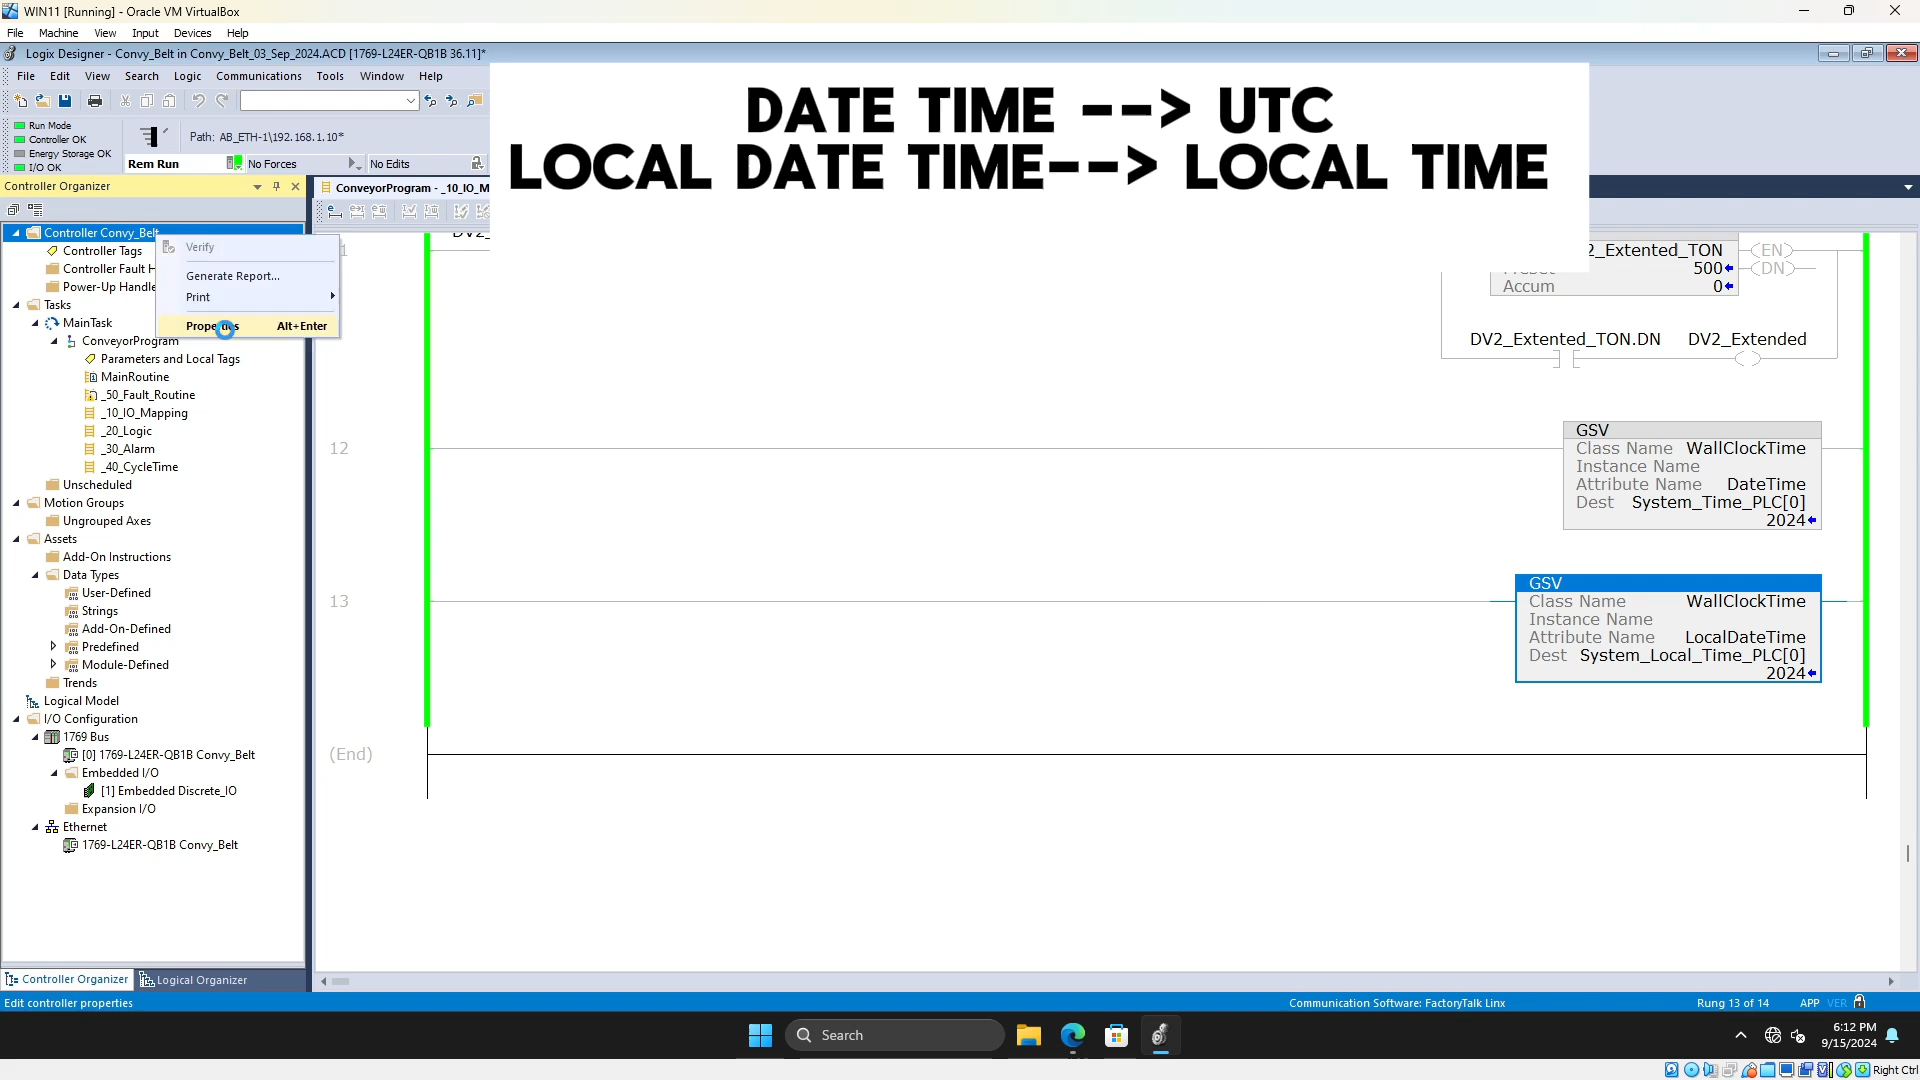 WIN11 [Running] - Oracle VM VirtualBox
File Machine View Input Devices Help
Logix Designer - Convy_Belt in Convy_Belt_03_Sep_2024.ACD [1769-L24ER-QB1B 36.11]*
File Edit View Search Logic Communications Tools Window Help
DATE TIME --> UTC
LOCAL DATE TIME--> LOCAL TIME
Run Mode
Controller OK
Energy Storage OK
I/O OK
Path: AB_ETH-1\192.168.1.10*
Rem Run
No Forces
No Edits
Controller Organizer
ConveyorProgram - _10_IO_M
Controller Convy_Belt
Controller Tags
Controller Fault H
Power-Up Handle
Tasks
MainTask
ConveyorProgram
Parameters and Local Tags
MainRoutine
_50_Fault_Routine
_10_IO_Mapping
_20_Logic
_30_Alarm
_40_CycleTime
Unscheduled
Motion Groups
Ungrouped Axes
Assets
Add-On Instructions
Data Types
User-Defined
Strings
Add-On-Defined
Predefined
Module-Defined
Trends
Logical Model
I/O Configuration
1769 Bus
[0] 1769-L24ER-QB1B Convy_Belt
Embedded I/O
[1] Embedded Discrete_IO
Expansion I/O
Ethernet
1769-L24ER-QB1B Convy_Belt
Verify
Generate Report...
Print
Properties Alt+Enter
2_Extented_TON
500
Accum 0
(EN)
(DN)
DV2_Extented_TON.DN DV2_Extended
12
GSV
Class Name WallClockTime
Instance Name
Attribute Name DateTime
Dest System_Time_PLC[0]
2024
13
GSV
Class Name WallClockTime
Instance Name
Attribute Name LocalDateTime
Dest System_Local_Time_PLC[0]
2024
(End)
Controller Organizer Logical Organizer
Edit controller properties
Communication Software: FactoryTalk Linx
Rung 13 of 14
APP VER
Search
6:12 PM
9/15/2024
Right Ctrl